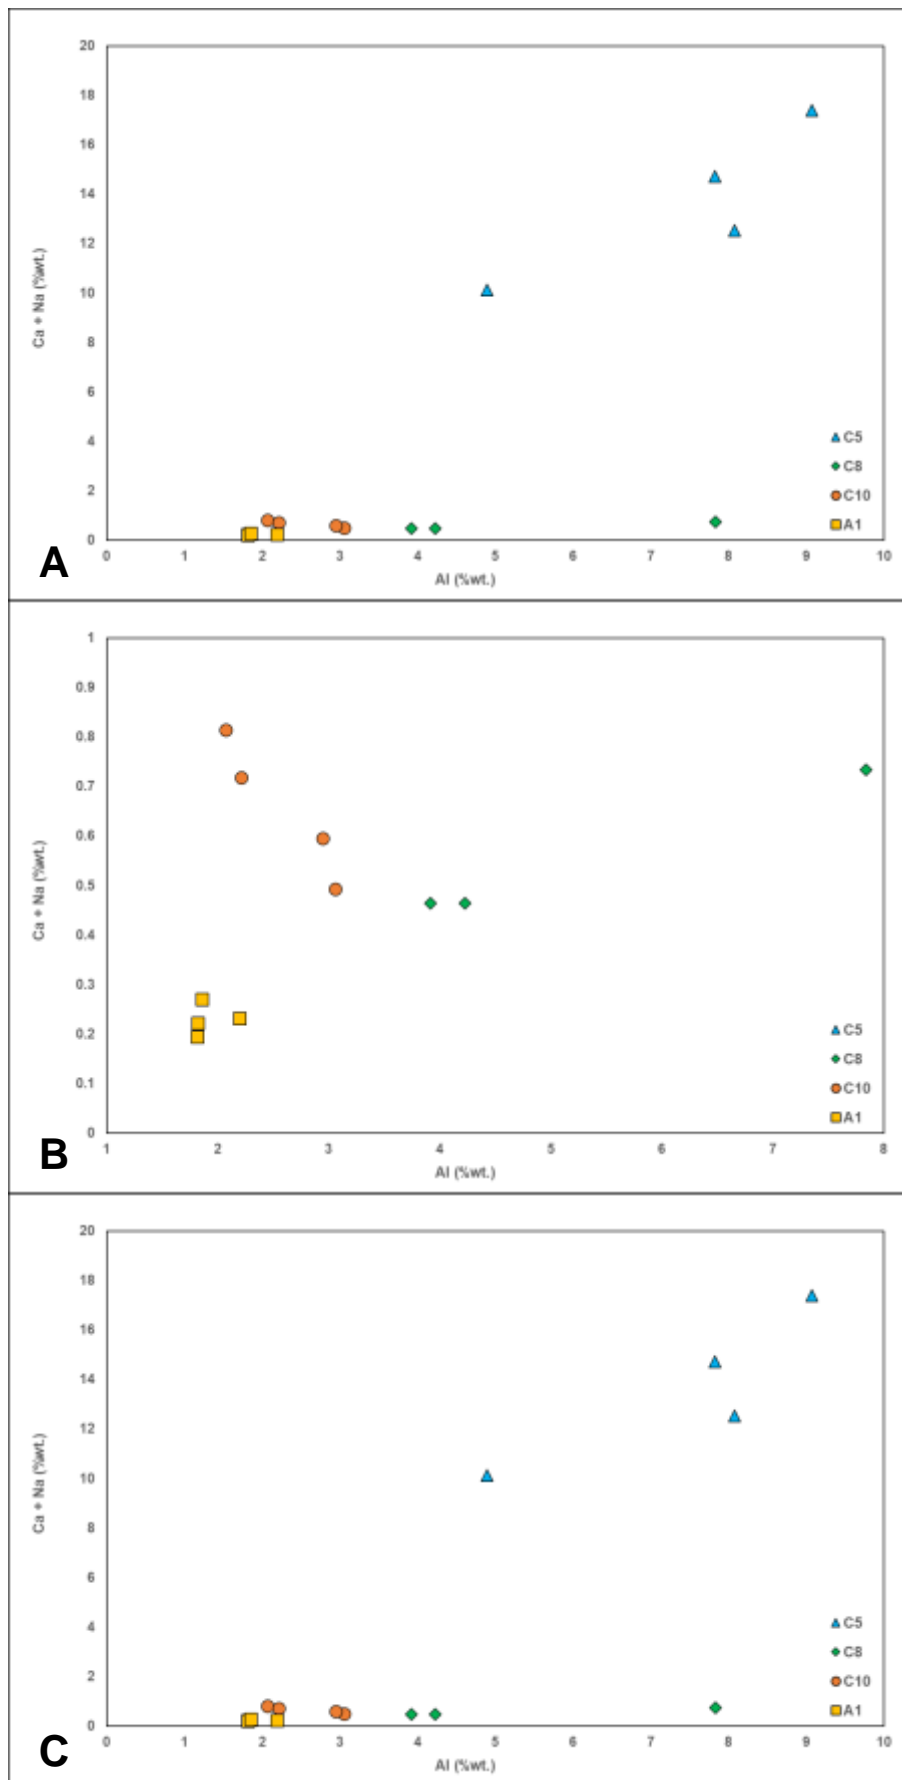 20
18
16
14
12
10
8
6
4
2
0
Ca + Na (%wt.)
C5
C8
C10
A1
0 1 2 3 4 5 6 7 8 9 10
Al (%wt.)
A
1
0.9
0.8
0.7
0.6
0.5
0.4
0.3
0.2
0.1
0
Ca + Na (%wt.)
C5
C8
C10
A1
1 2 3 4 5 6 7 8
Al (%wt.)
B
20
18
16
14
12
10
8
6
4
2
0
Ca + Na (%wt.)
C5
C8
C10
A1
0 1 2 3 4 5 6 7 8 9 10
Al (%wt.)
C